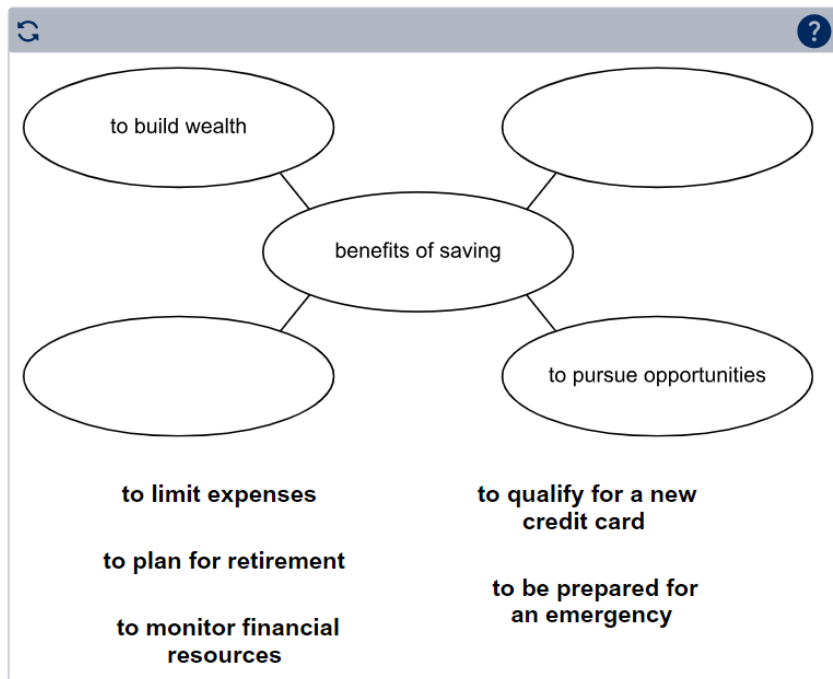 ?
to build wealth
benefits of saving
to pursue opportunities
to limit expenses
to plan for retirement
to monitor financial
resources
to qualify for a new
credit card
to be prepared for
an emergency